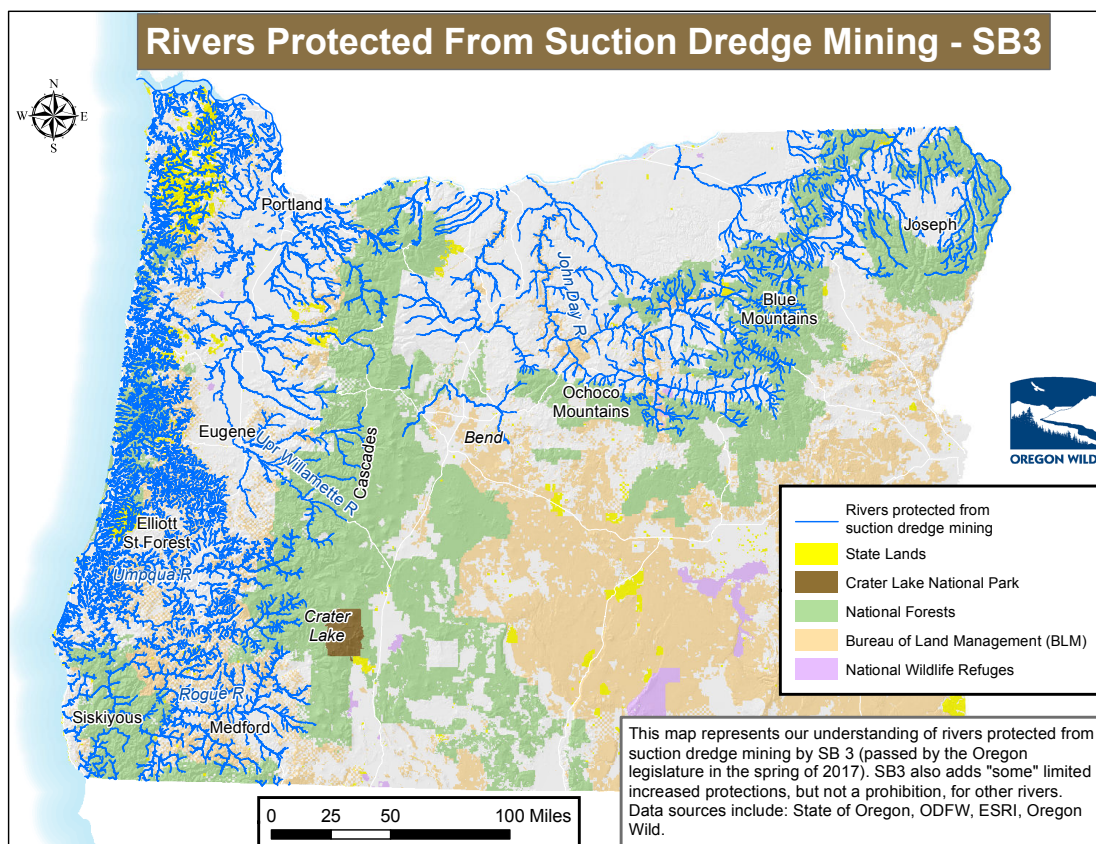 Rivers Protected From Suction Dredge Mining - SB3
N
W
E
S
Portland
Joseph
John Day R
Blue
Mountains
Ochoco
Mountains
Eugene
Upr Willamette R
Cascades
Bend
OREGON WILD
Elliott
St Forest
Umpqua R
Crater
Lake
Rogue R
Siskiyous
Medford
Rivers protected from
suction dredge mining
State Lands
Crater Lake National Park
National Forests
Bureau of Land Management (BLM)
National Wildlife Refuges
This map represents our understanding of rivers protected from
suction dredge mining by SB 3 (passed by the Oregon
legislature in the spring of 2017). SB3 also adds "some" limited
increased protections, but not a prohibition, for other rivers.
Data sources include: State of Oregon, ODFW, ESRI, Oregon
Wild.
0 25 50 100 Miles